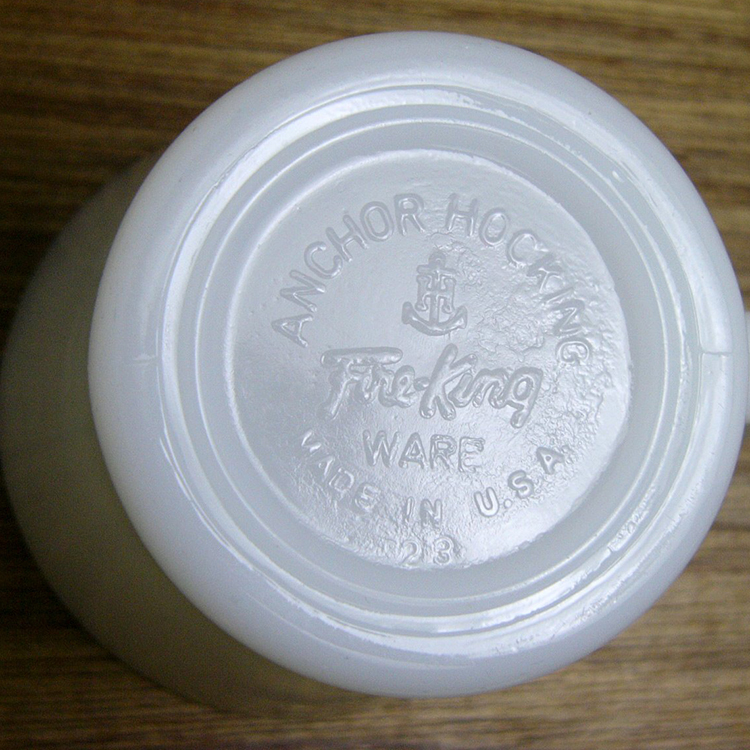 ANCHOR HOCKING
Fire-King
WARE
MADE IN U.S.A.
23